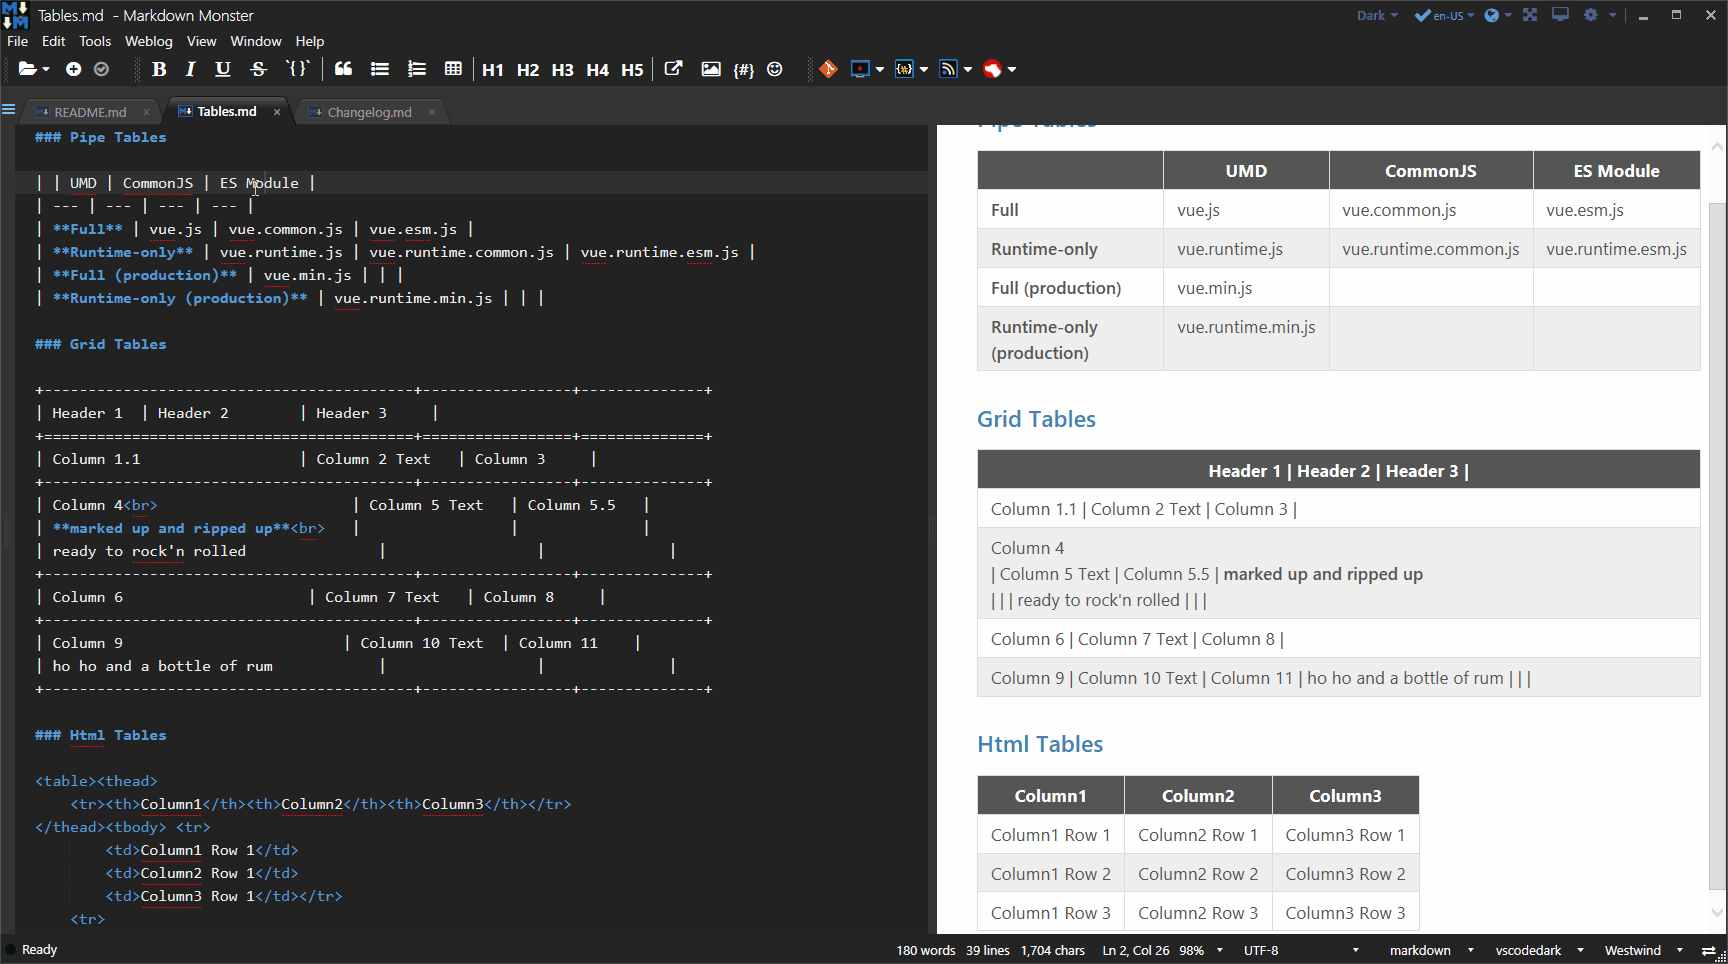 Tables.md - Markdown Monster
Dark en-US
File Edit Tools Weblog View Window Help
B I U S `{}` H1 H2 H3 H4 H5 {#}
README.md × Tables.md × Changelog.md ×
### Pipe Tables
| | UMD | CommonJS | ES Module |
| --- | --- | --- | --- |
| **Full** | vue.js | vue.common.js | vue.esm.js |
| **Runtime-only** | vue.runtime.js | vue.runtime.common.js | vue.runtime.esm.js |
| **Full (production)** | vue.min.js | | |
| **Runtime-only (production)** | vue.runtime.min.js | | |
### Grid Tables
+------------------------------------------+-----------------+--------------+
| Header 1 | Header 2 | Header 3 |
+==========================================+=================+==============+
| Column 1.1 | Column 2 Text | Column 3 |
+------------------------------------------+-----------------+--------------+
| Column 4<br> | Column 5 Text | Column 5.5 |
| **marked up and ripped up**<br> | | |
| ready to rock'n rolled | | |
+------------------------------------------+-----------------+--------------+
| Column 6 | Column 7 Text | Column 8 |
+------------------------------------------+-----------------+--------------+
| Column 9 | Column 10 Text | Column 11 |
| ho ho and a bottle of rum | | |
+------------------------------------------+-----------------+--------------+
### Html Tables
<table><thead>
<tr><th>Column1</th><th>Column2</th><th>Column3</th></tr>
</thead><tbody> <tr>
<td>Column1 Row 1</td>
<td>Column2 Row 1</td>
<td>Column3 Row 1</td></tr>
<tr>
Pipe Tables
UMD CommonJS ES Module
Full vue.js vue.common.js vue.esm.js
Runtime-only vue.runtime.js vue.runtime.common.js vue.runtime.esm.js
Full (production) vue.min.js
Runtime-only vue.runtime.min.js
(production)
Grid Tables
Header 1 | Header 2 | Header 3 |
Column 1.1 | Column 2 Text | Column 3 |
Column 4
| Column 5 Text | Column 5.5 | marked up and ripped up
| | | ready to rock'n rolled | | |
Column 6 | Column 7 Text | Column 8 |
Column 9 | Column 10 Text | Column 11 | ho ho and a bottle of rum | | |
Html Tables
Column1 Column2 Column3
Column1 Row 1 Column2 Row 1 Column3 Row 1
Column1 Row 2 Column2 Row 2 Column3 Row 2
Column1 Row 3 Column2 Row 3 Column3 Row 3
Ready 180 words 39 lines 1,704 chars Ln 2, Col 26 98% UTF-8 markdown vscodedark Westwind